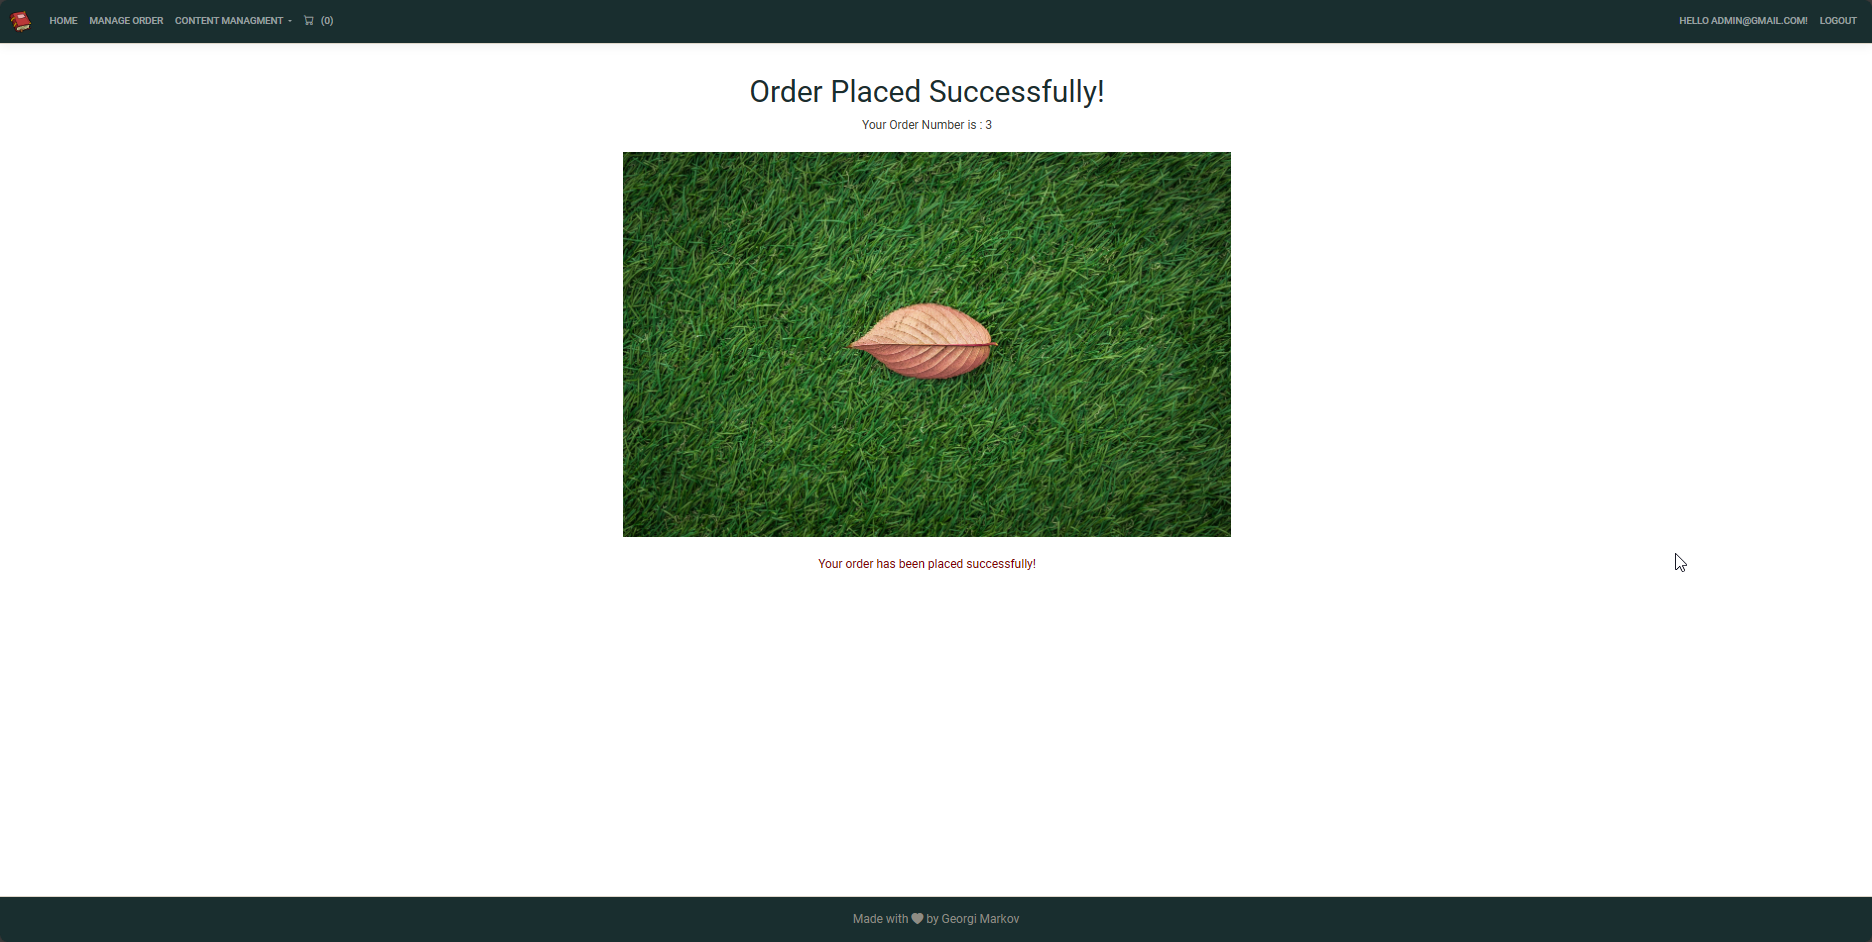 HOME MANAGE ORDER CONTENT MANAGMENT (0) HELLO ADMIN@GMAIL.COM! LOGOUT
Order Placed Successfully!
Your Order Number is : 3
Your order has been placed successfully!
Made with by Georgi Markov